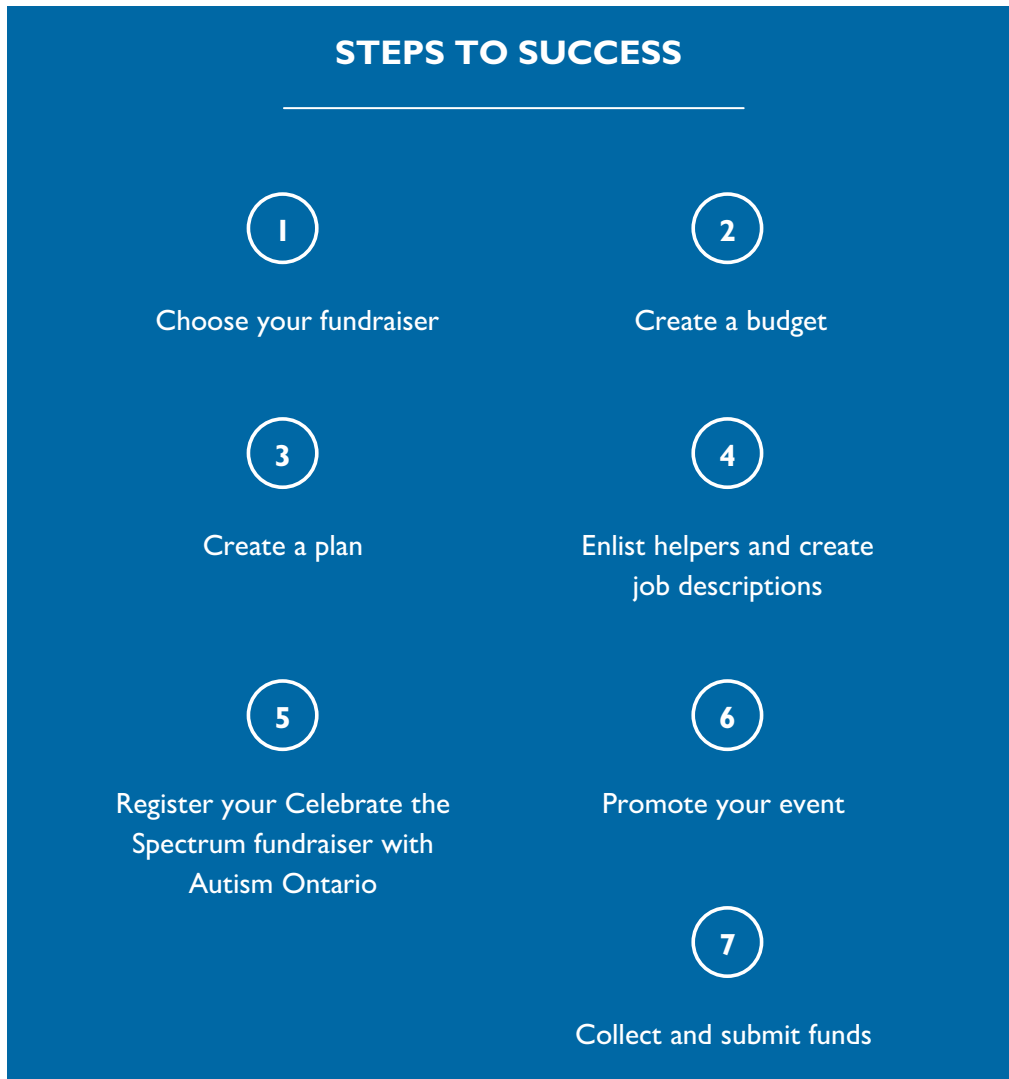 STEPS TO SUCCESS
1
Choose your fundraiser
2
Create a budget
3
Create a plan
4
Enlist helpers and create
job descriptions
5
Register your Celebrate the
Spectrum fundraiser with
Autism Ontario
6
Promote your event
7
Collect and submit funds